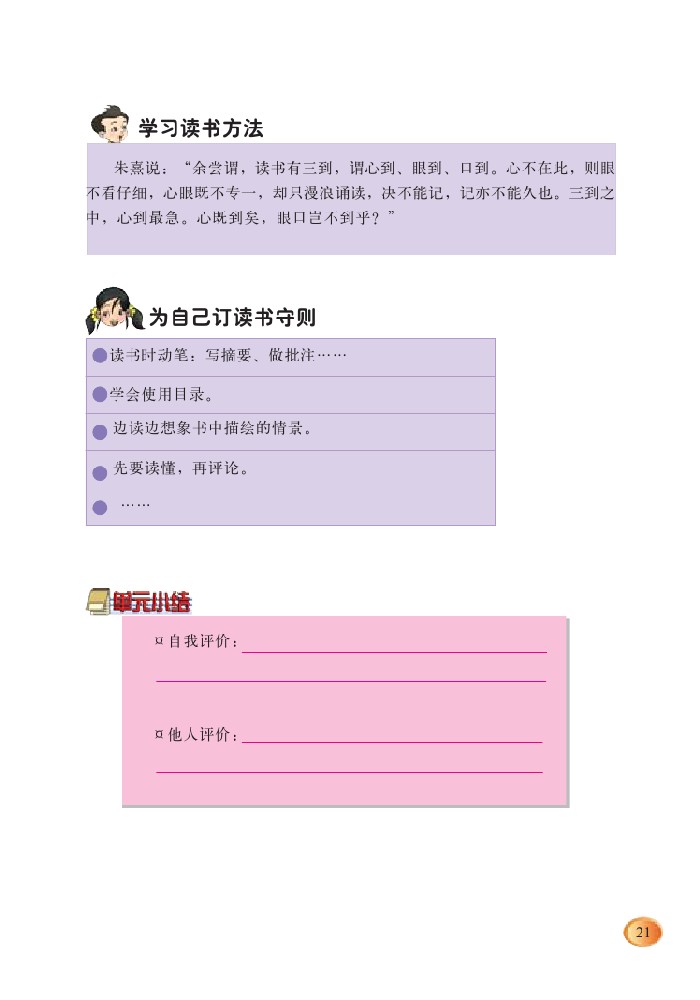 学习读书方法
朱熹说：“余尝谓，读书有三到，谓心到、眼到、口到。心不在此，则眼
不看仔细，心眼既不专一，却只漫浪诵读，决不能记，记亦不能久也。三到之
中，心到最急。心既到矣，眼口岂不到乎？”
为自己订读书守则
读书时动笔：写摘要、做批注……
学会使用目录。
边读边想象书中描绘的情景。
先要读懂，再评论。
……
单元小结
¤ 自我评价：
¤ 他人评价：
21